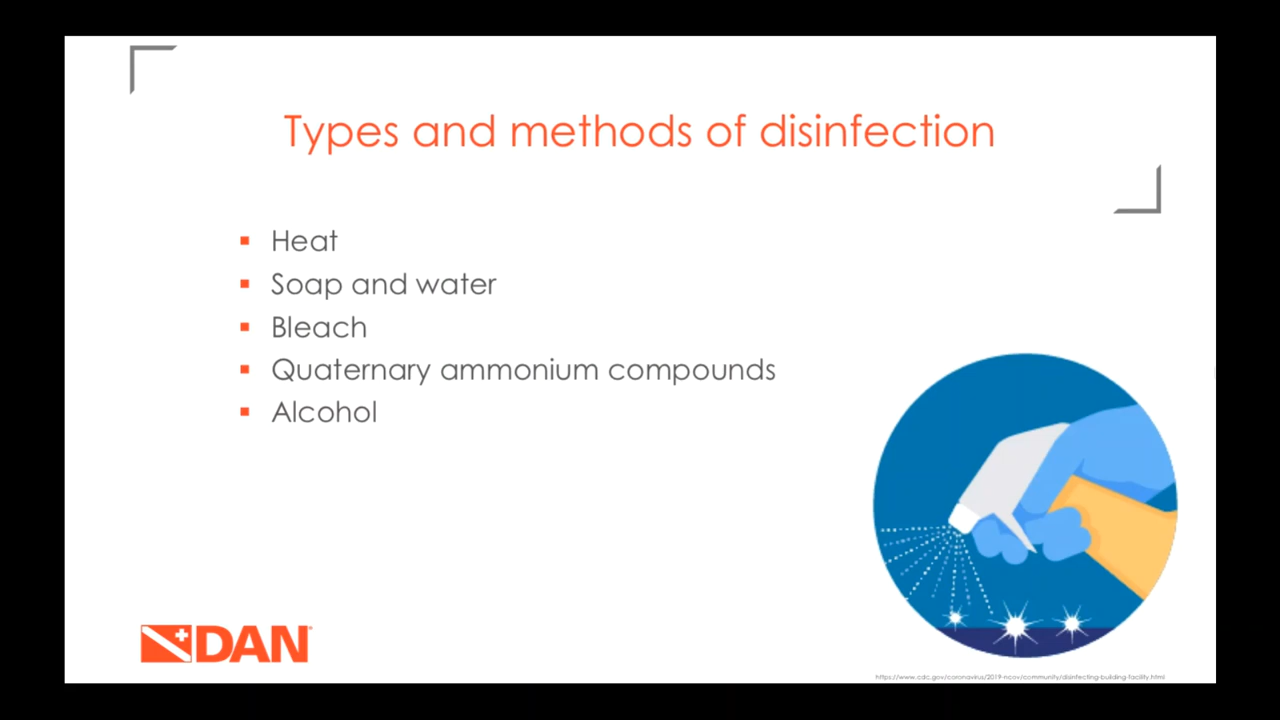 Types and methods of disinfection
Heat
Soap and water
Bleach
Quaternary ammonium compounds
Alcohol
DAN
https://www.cdc.gov/coronavirus/2019-ncov/community/disinfecting-building-facility.html